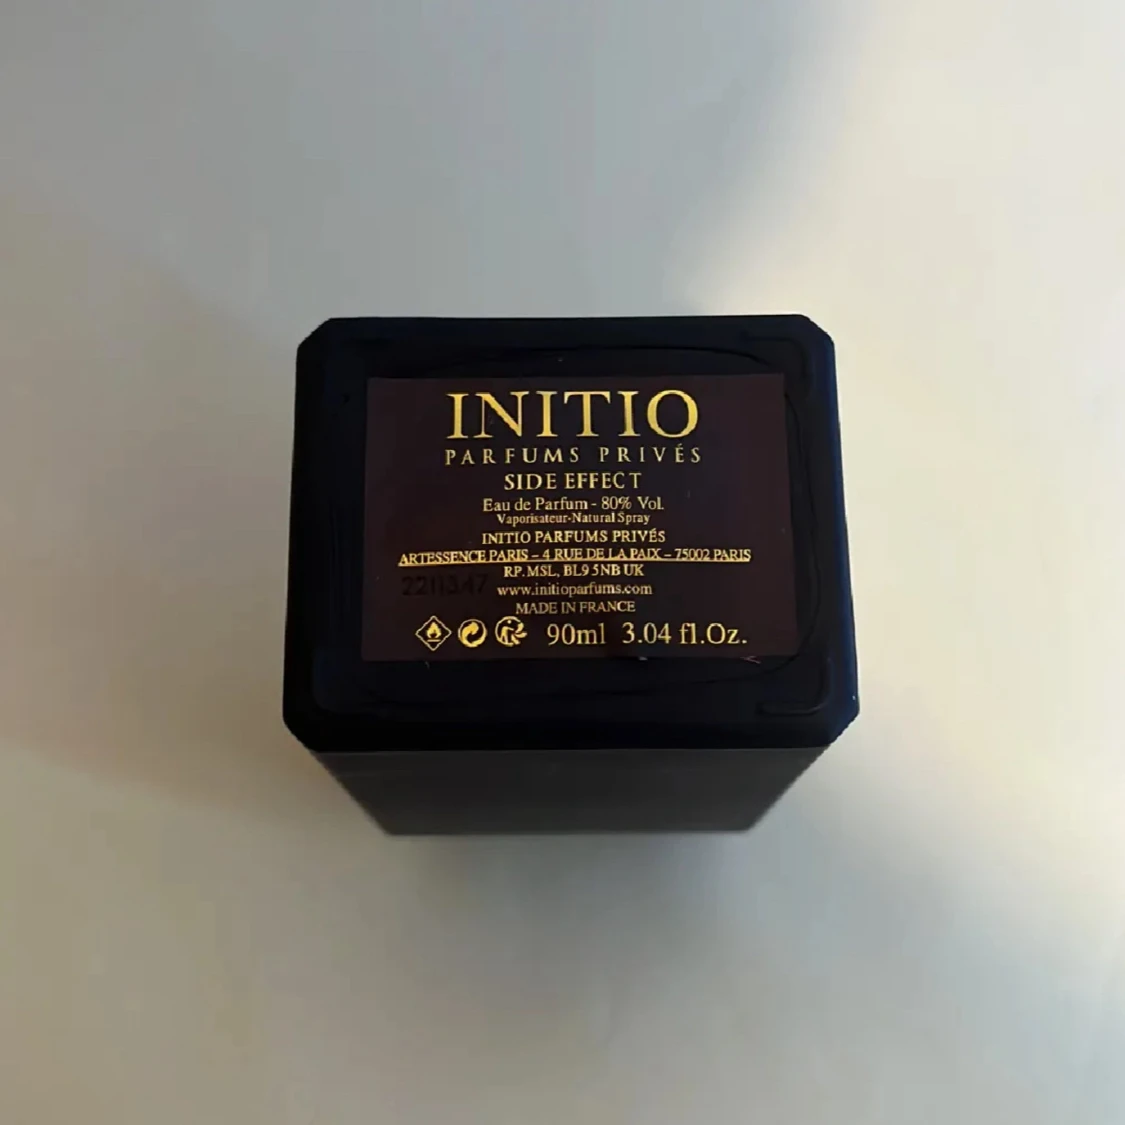 INITIO
PARFUMS PRIVÉS
SIDE EFFECT
Eau de Parfum - 80% Vol.
Vaporisateur-Natural Spray
INITIO PARFUMS PRIVÉS
ARTESSENCE PARIS – 4 RUE DE LA PAIX – 75002 PARIS
RP.MSL, BL9 5NB UK
www.initioparfums.com
MADE IN FRANCE
90ml 3.04 fl.Oz.